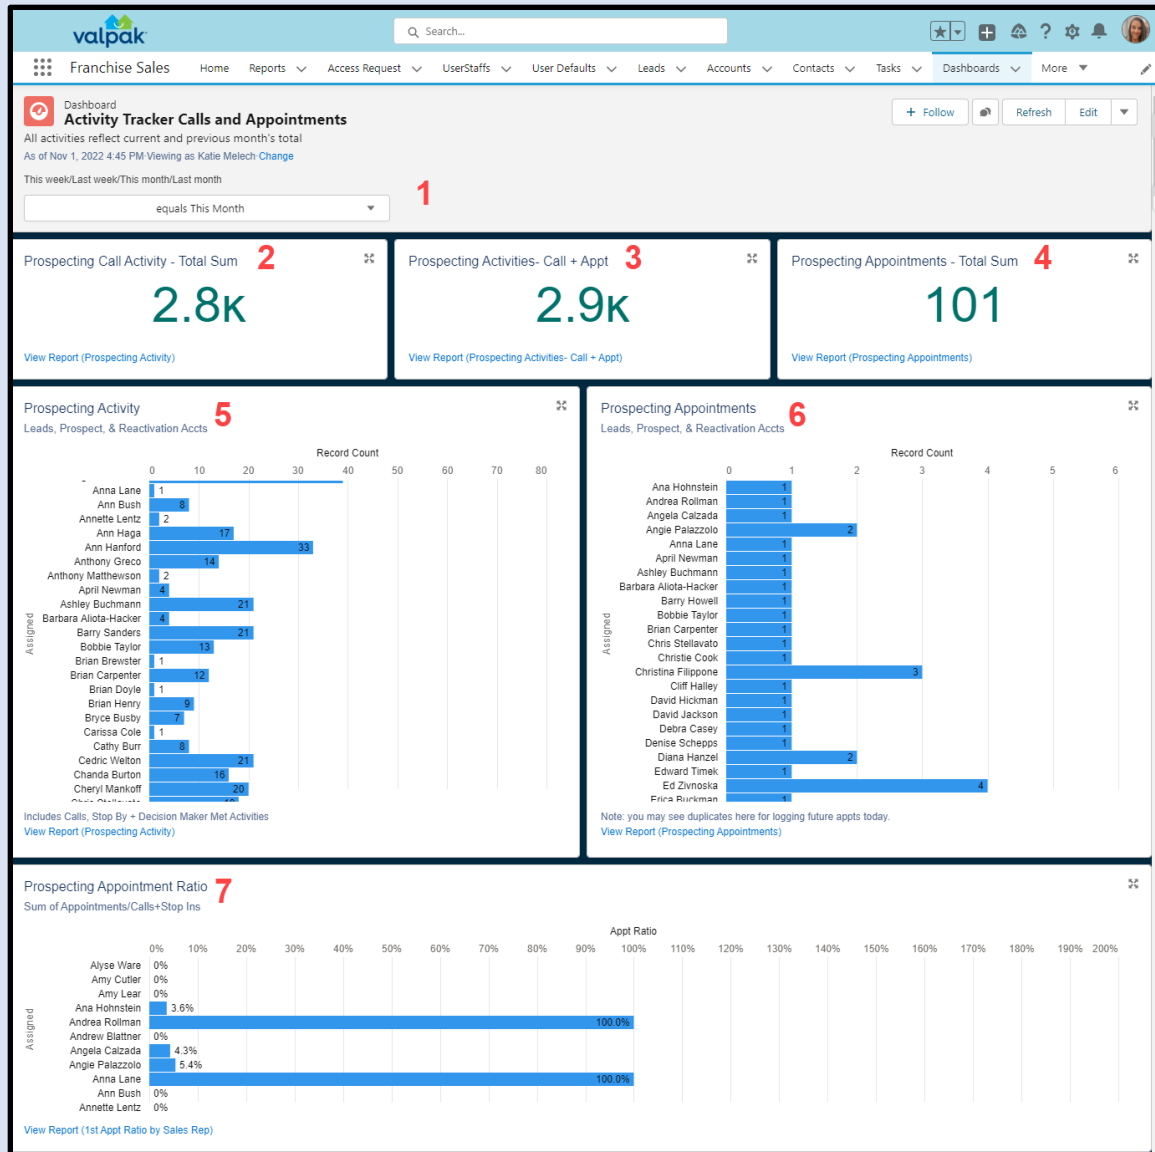 valpak
Search...
Franchise Sales Home Reports Access Request UserStaffs User Defaults Leads Accounts Contacts Tasks Dashboards More
Dashboard
Activity Tracker Calls and Appointments
All activities reflect current and previous month's total
As of Nov 1, 2022 4:45 PM·Viewing as Katie Melech·Change
+ Follow Refresh Edit
This week/Last week/This month/Last month
equals This Month
1
Prospecting Call Activity - Total Sum 2
2.8K
View Report (Prospecting Activity)
Prospecting Activities- Call + Appt 3
2.9K
View Report (Prospecting Activities- Call + Appt)
Prospecting Appointments - Total Sum 4
101
View Report (Prospecting Appointments)
Prospecting Activity 5
Leads, Prospect, & Reactivation Accts
Record Count
0 10 20 30 40 50 60 70 80
Assigned
Anna Lane 1
Ann Bush 8
Annette Lentz 2
Ann Haga 17
Ann Hanford 33
Anthony Greco 14
Anthony Matthewson 2
April Newman 4
Ashley Buchmann 21
Barbara Aliota-Hacker 4
Barry Sanders 21
Bobbie Taylor 13
Brian Brewster 1
Brian Carpenter 12
Brian Doyle 1
Brian Henry 9
Bryce Busby 7
Carissa Cole 1
Cathy Burr 8
Cedric Welton 21
Chanda Burton 16
Cheryl Mankoff 20
Includes Calls, Stop By + Decision Maker Met Activities
View Report (Prospecting Activity)
Prospecting Appointments 6
Leads, Prospect, & Reactivation Accts
Record Count
0 1 2 3 4 5 6
Assigned
Ana Hohnstein 1
Andrea Rollman 1
Angela Calzada 1
Angie Palazzolo 2
Anna Lane 1
April Newman 1
Ashley Buchmann 1
Barbara Aliota-Hacker 1
Barry Howell 1
Bobbie Taylor 1
Brian Carpenter 1
Chris Stellavato 1
Christie Cook 1
Christina Filippone 3
Cliff Halley 1
David Hickman 1
David Jackson 1
Debra Casey 1
Denise Schepps 1
Diana Hanzel 2
Edward Timek 1
Ed Zivnoska 4
Erica Buckman 1
Note: you may see duplicates here for logging future appts today.
View Report (Prospecting Appointments)
Prospecting Appointment Ratio 7
Sum of Appointments/Calls+Stop Ins
Appt Ratio
0% 10% 20% 30% 40% 50% 60% 70% 80% 90% 100% 110% 120% 130% 140% 150% 160% 170% 180% 190% 200%
Assigned
Alyse Ware 0%
Amy Cutler 0%
Amy Lear 0%
Ana Hohnstein 3.6%
Andrea Rollman 100.0%
Andrew Blattner 0%
Angela Calzada 4.3%
Angie Palazzolo 5.4%
Anna Lane 100.0%
Ann Bush 0%
Annette Lentz 0%
View Report (1st Appt Ratio by Sales Rep)